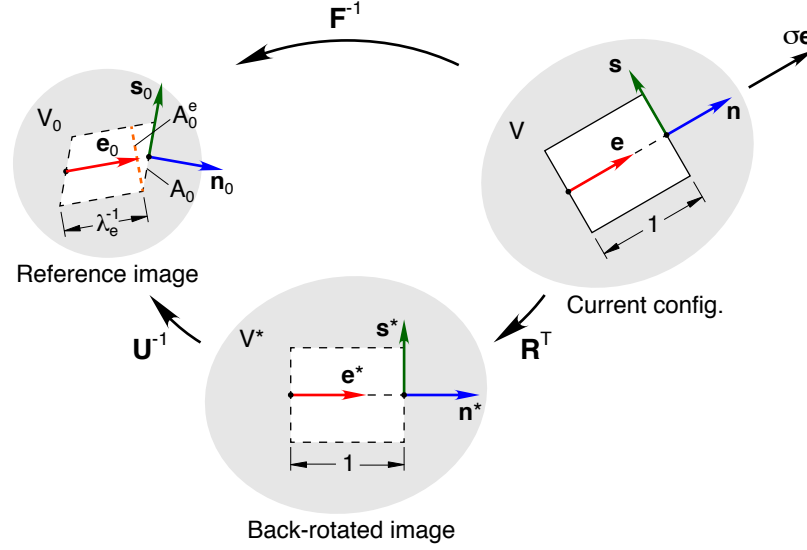 F⁻¹
σe
s
n
V
e
1
Current config.
s₀
V₀
A₀ᵉ
e₀
A₀
n₀
λₑ⁻¹
Reference image
U⁻¹
Rᵀ
V*
s*
e*
n*
1
Back-rotated image